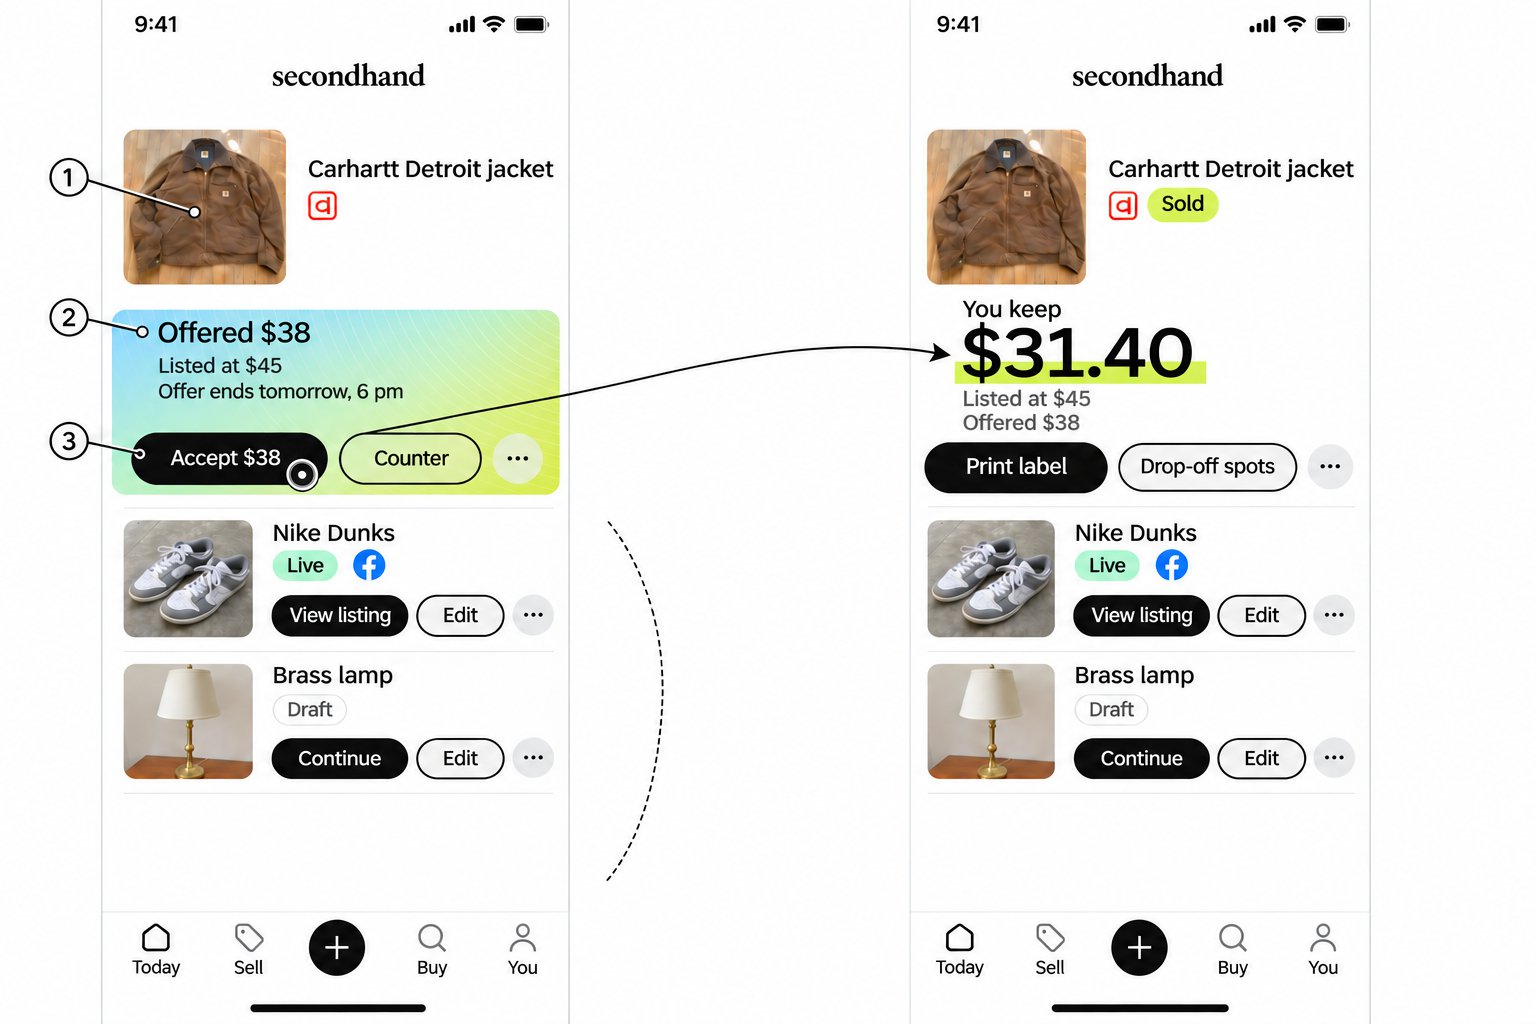 9:41
secondhand
1
Carhartt Detroit jacket
2
Offered $38
Listed at $45
Offer ends tomorrow, 6 pm
3
Accept $38
Counter
Nike Dunks
Live
View listing
Edit
Brass lamp
Draft
Continue
Edit
Today
Sell
Buy
You
9:41
secondhand
Carhartt Detroit jacket
Sold
You keep
$31.40
Listed at $45
Offered $38
Print label
Drop-off spots
Nike Dunks
Live
View listing
Edit
Brass lamp
Draft
Continue
Edit
Today
Sell
Buy
You